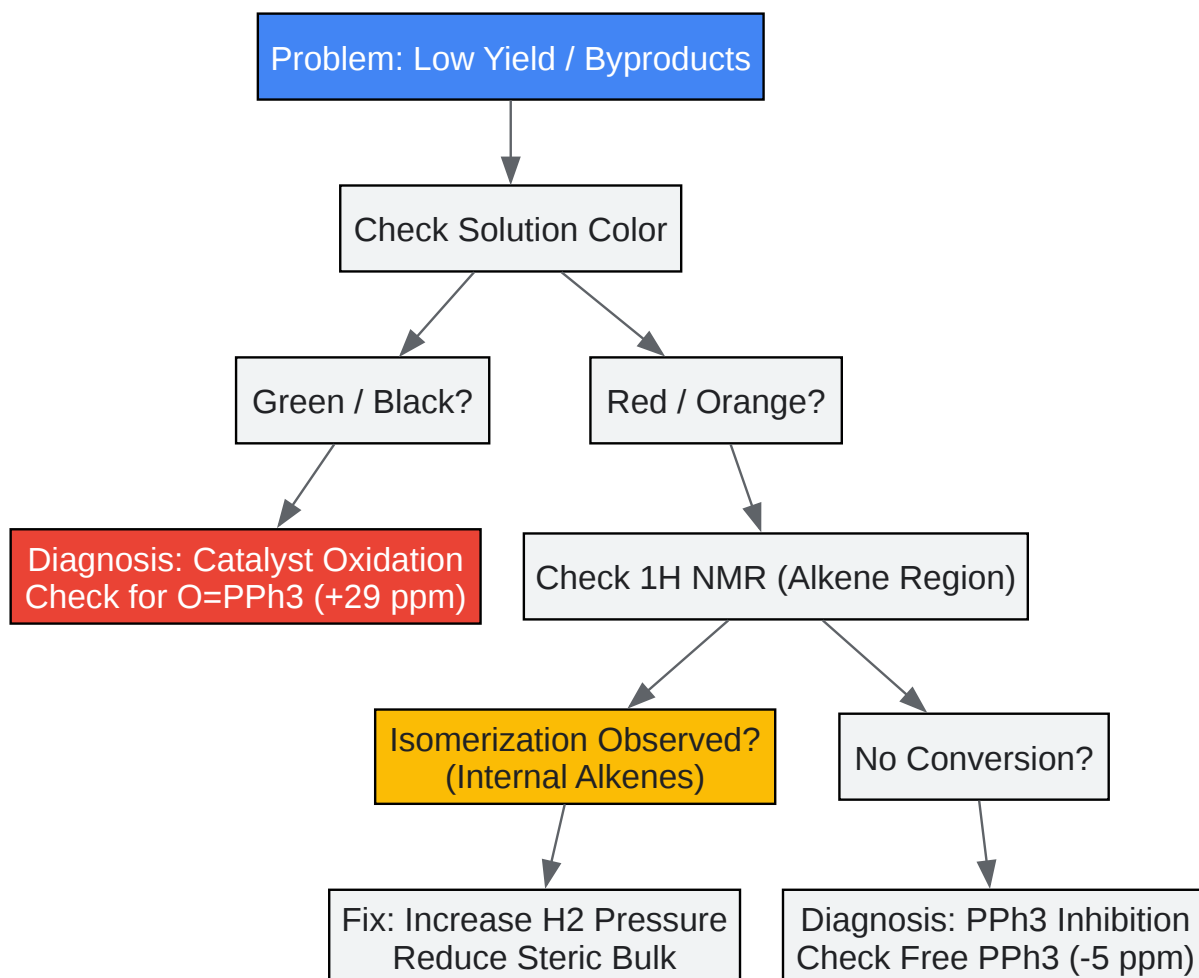 Problem: Low Yield / Byproducts
Check Solution Color
Green / Black?
Red / Orange?
Diagnosis: Catalyst Oxidation
Check for O=PPh3 (+29 ppm)
Check 1H NMR (Alkene Region)
Isomerization Observed?
(Internal Alkenes)
No Conversion?
Fix: Increase H2 Pressure
Reduce Steric Bulk
Diagnosis: PPh3 Inhibition
Check Free PPh3 (-5 ppm)